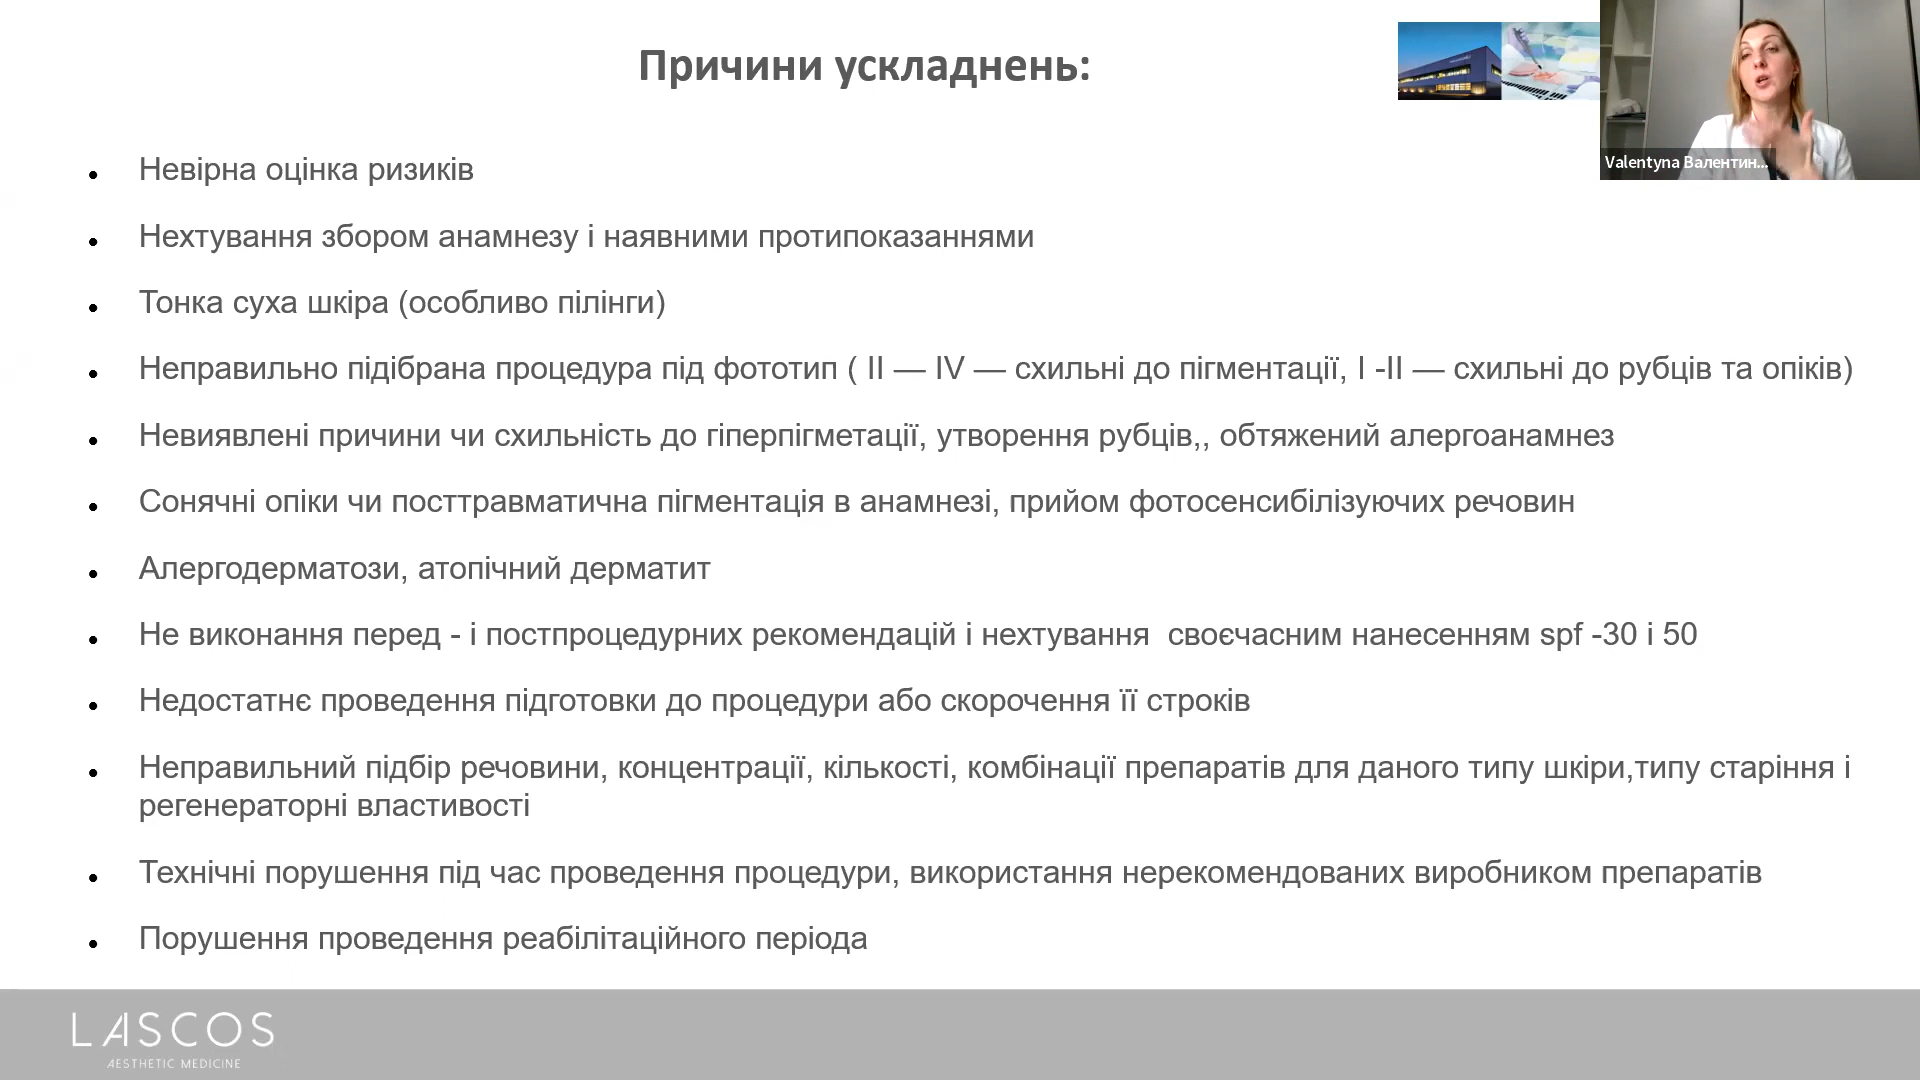 Причини ускладнень:
Valentyna Валентин...
Невірна оцінка ризиків
Нехтування збором анамнезу і наявними протипоказаннями
Тонка суха шкіра (особливо пілінги)
Неправильно підібрана процедура під фототип ( II — IV — схильні до пігментації, I -II — схильні до рубців та опіків)
Невиявлені причини чи схильність до гіперпігметації, утворення рубців,, обтяжений алергоанамнез
Сонячні опіки чи посттравматична пігментація в анамнезі, прийом фотосенсибілізуючих речовин
Алергодерматози, атопічний дерматит
Не виконання перед - і постпроцедурних рекомендацій і нехтування  своєчасним нанесенням spf -30 і 50
Недостатнє проведення підготовки до процедури або скорочення її строків
Неправильний підбір речовини, концентрації, кількості, комбінації препаратів для даного типу шкіри,типу старіння і
регенераторні властивості
Технічні порушення під час проведення процедури, використання нерекомендованих виробником препаратів
Порушення проведення реабілітаційного періода
LASCOS
AESTHETIC MEDICINE